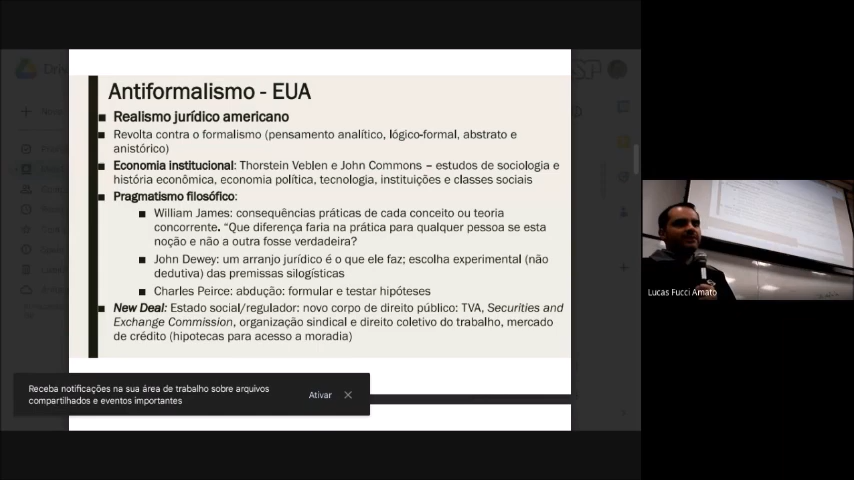 Antiformalismo - EUA
Realismo jurídico americano
Revolta contra o formalismo (pensamento analítico, lógico-formal, abstrato e
anistórico)
Economia institucional: Thorstein Veblen e John Commons – estudos de sociologia e
história econômica, economia política, tecnologia, instituições e classes sociais
Pragmatismo filosófico:
William James: consequências práticas de cada conceito ou teoria
concorrente. “Que diferença faria na prática para qualquer pessoa se esta
noção e não a outra fosse verdadeira?
John Dewey: um arranjo jurídico é o que ele faz; escolha experimental (não
dedutiva) das premissas silogísticas
Charles Peirce: abdução: formular e testar hipóteses
New Deal: Estado social/regulador: novo corpo de direito público: TVA, Securities and
Exchange Commission, organização sindical e direito coletivo do trabalho, mercado
de crédito (hipotecas para acesso a moradia)
Receba notificações na sua área de trabalho sobre arquivos
compartilhados e eventos importantes
Ativar
Lucas Fucci Amato